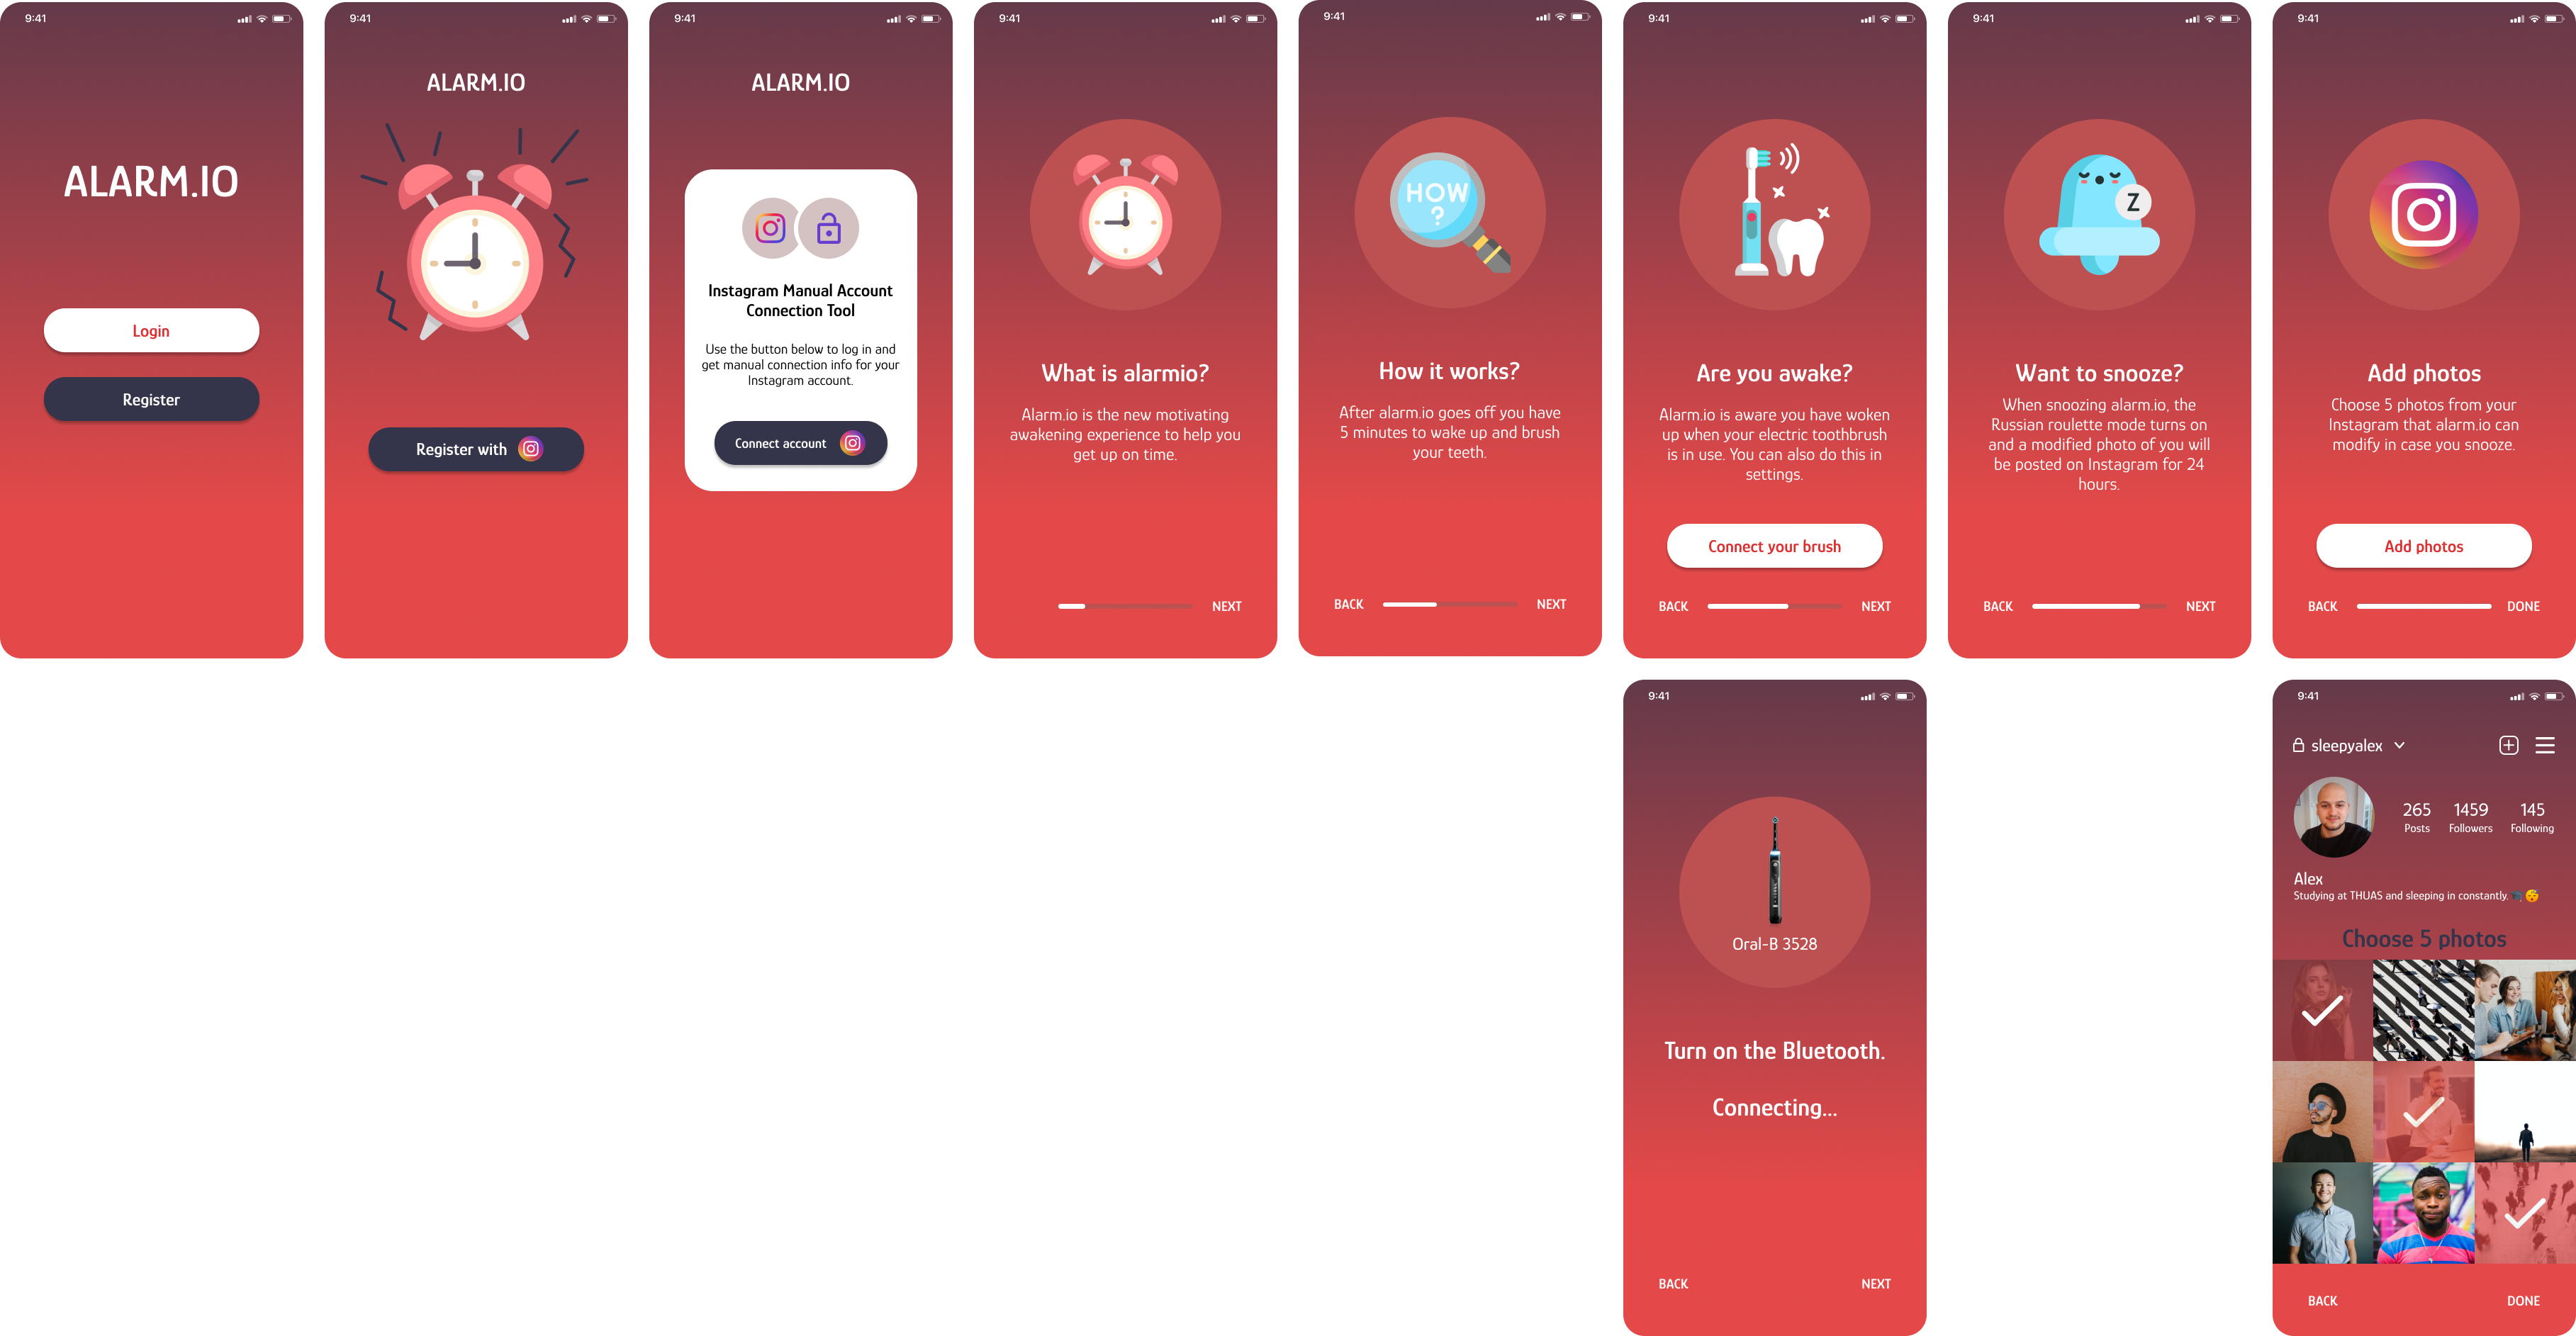 9:41
ALARM.IO
Login
Register
9:41
ALARM.IO
Register with
9:41
ALARM.IO
Instagram Manual Account
Connection Tool
Use the button below to log in and
get manual connection info for your
Instagram account.
Connect account
9:41
What is alarmio?
Alarm.io is the new motivating
awakening experience to help you
get up on time.
NEXT
9:41
HOW
?
How it works?
After alarm.io goes off you have
5 minutes to wake up and brush
your teeth.
BACK
NEXT
9:41
Are you awake?
Alarm.io is aware you have woken
up when your electric toothbrush
is in use. You can also do this in
settings.
Connect your brush
BACK
NEXT
9:41
Z
Want to snooze?
When snoozing alarm.io, the
Russian roulette mode turns on
and a modified photo of you will
be posted on Instagram for 24
hours.
BACK
NEXT
9:41
Add photos
Choose 5 photos from your
Instagram that alarm.io can
modify in case you snooze.
Add photos
BACK
DONE
9:41
Oral-B 3528
Turn on the Bluetooth.
Connecting...
BACK
NEXT
9:41
sleepyalex
265 1459 145
Posts Followers Following
Alex
Studying at THUAS and sleeping in constantly.
Choose 5 photos
BACK
DONE